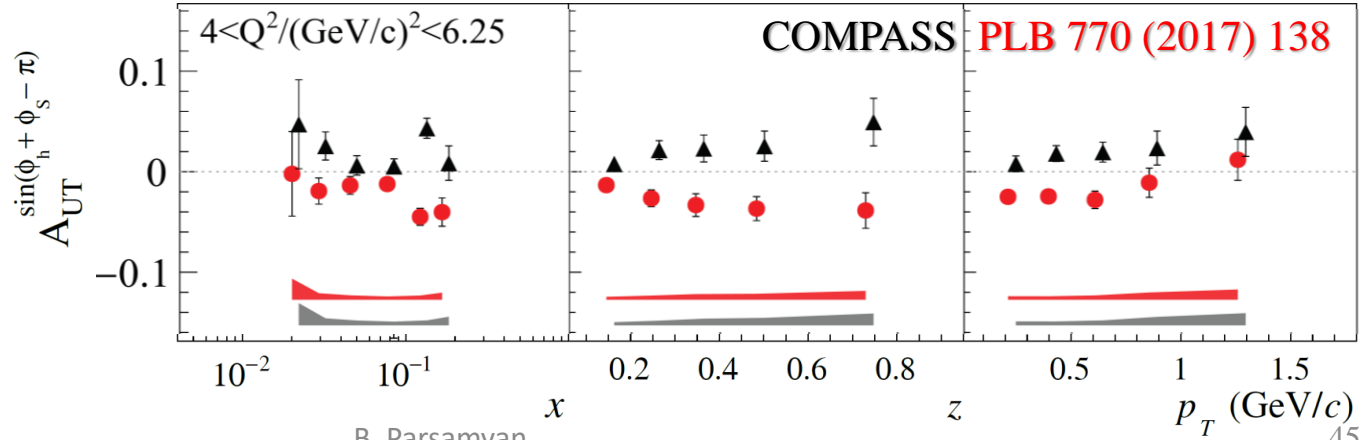 4<Q²/(GeV/c)²<6.25
COMPASS PLB 770 (2017) 138
A_UT^sin(ϕ_h + ϕ_S − π)
0.1
0
−0.1
10⁻² 10⁻¹
0.2 0.4 0.6 0.8
0.5 1 1.5
x
z
p_T (GeV/c)
B. Parsamyan
45